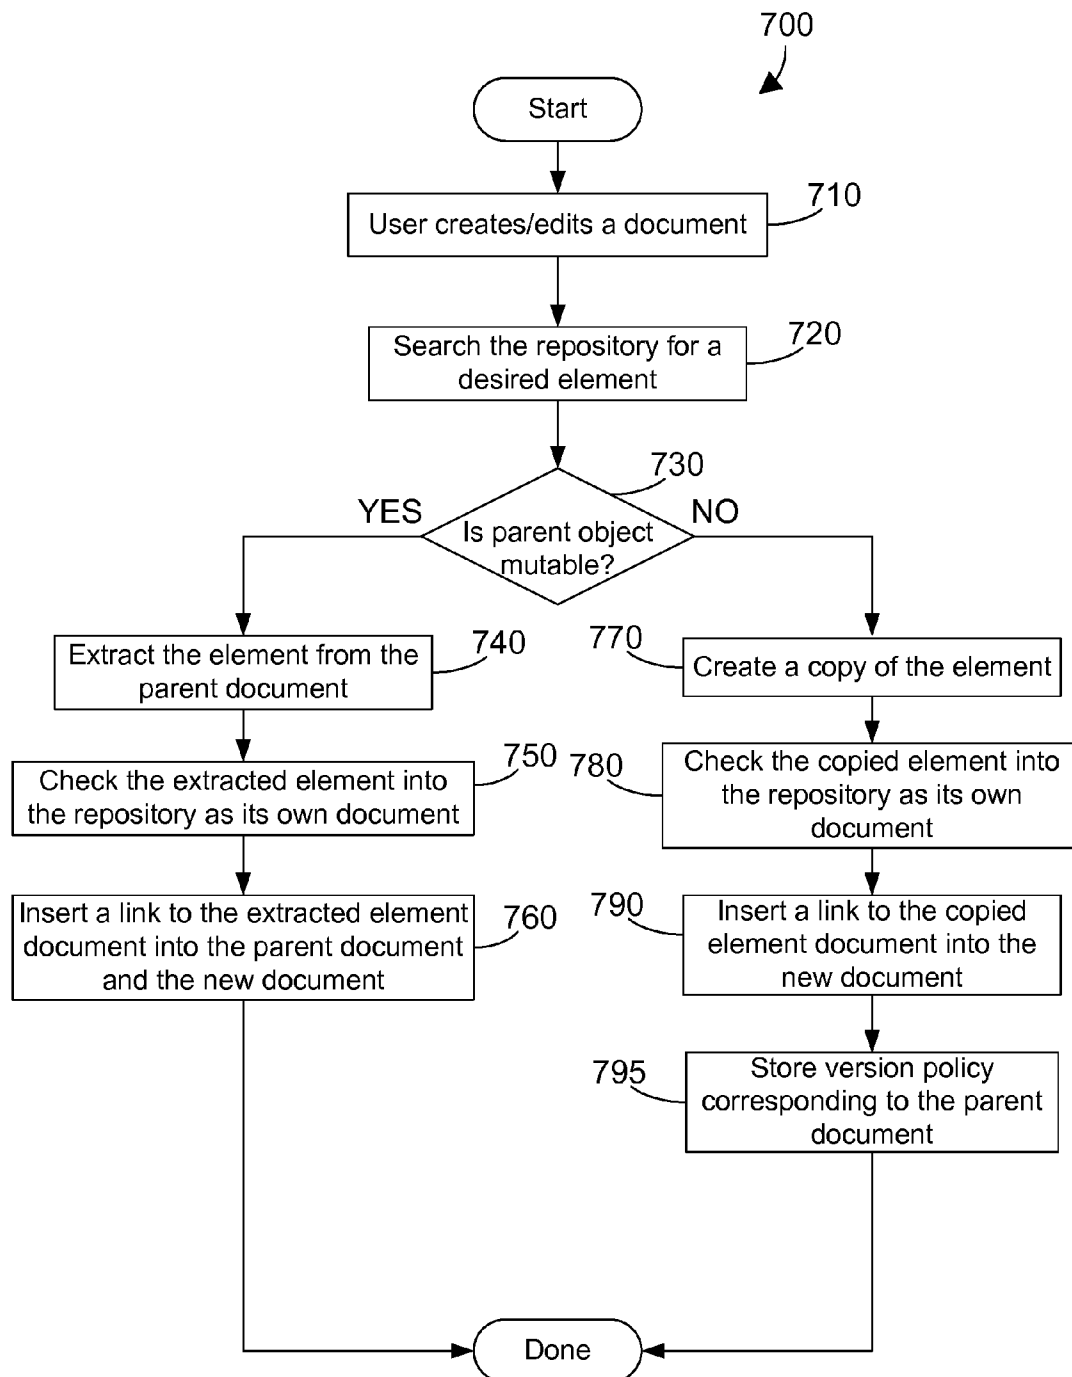 700
Start
710
User creates/edits a document
720
Search the repository for a
desired element
730
YES
NO
Is parent object
mutable?
740
Extract the element from the
parent document
750
Check the extracted element into
the repository as its own document
760
Insert a link to the extracted element
document into the parent document
and the new document
770
Create a copy of the element
780
Check the copied element into
the repository as its own
document
790
Insert a link to the copied
element document into the
new document
795
Store version policy
corresponding to the parent
document
Done